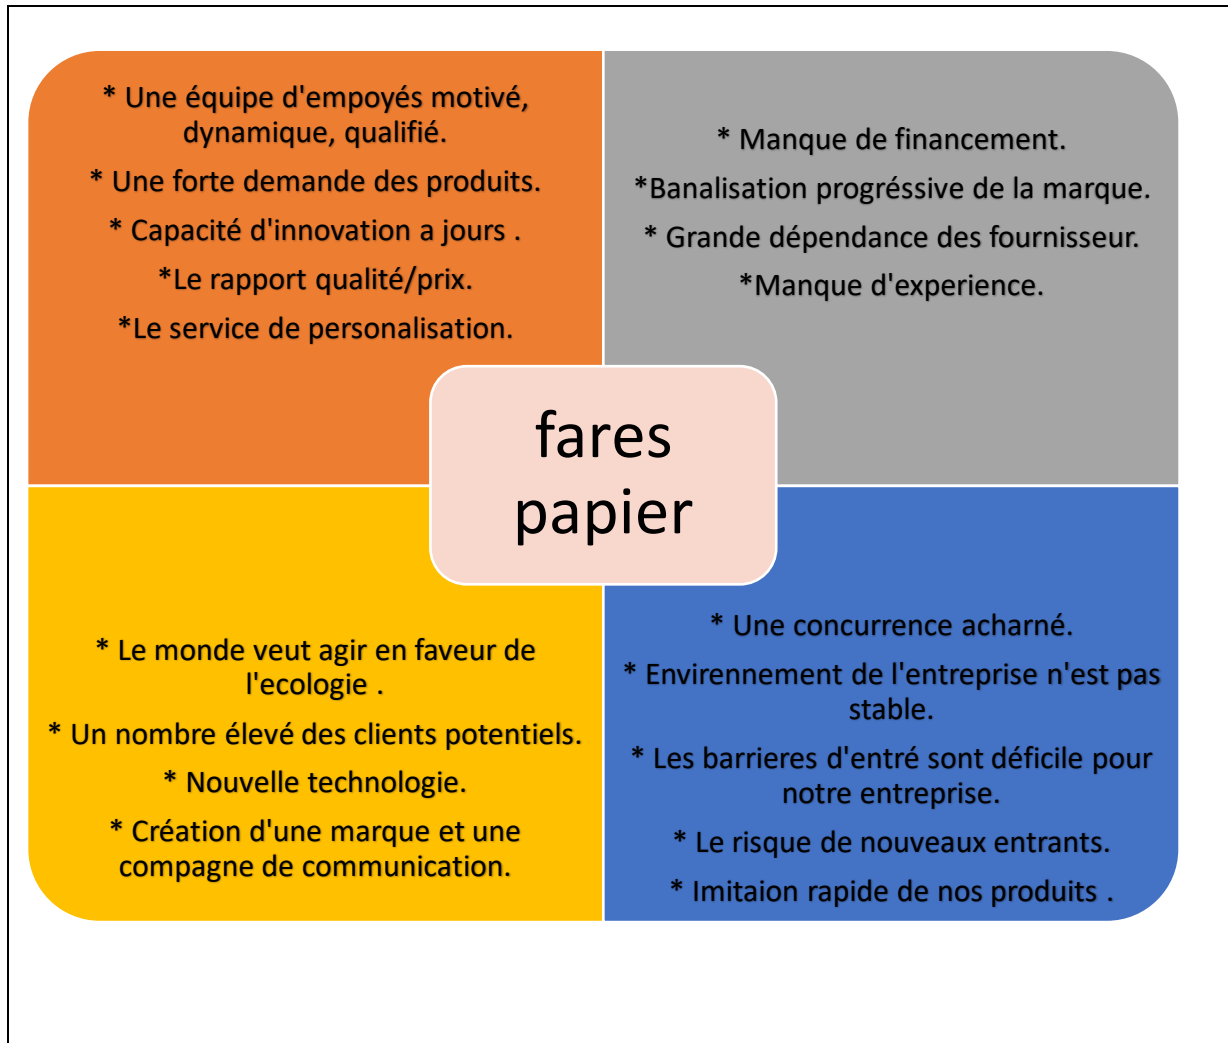 * Une équipe d'empoyés motivé,
dynamique, qualifié.
* Une forte demande des produits.
* Capacité d'innovation a jours .
*Le rapport qualité/prix.
*Le service de personalisation.
* Manque de financement.
*Banalisation progréssive de la marque.
* Grande dépendance des fournisseur.
*Manque d'experience.
fares
papier
* Le monde veut agir en faveur de
l'ecologie .
* Un nombre élevé des clients potentiels.
* Nouvelle technologie.
* Création d'une marque et une
compagne de communication.
* Une concurrence acharné.
* Envirennement de l'entreprise n'est pas
stable.
* Les barrieres d'entré sont déficile pour
notre entreprise.
* Le risque de nouveaux entrants.
* Imitaion rapide de nos produits .